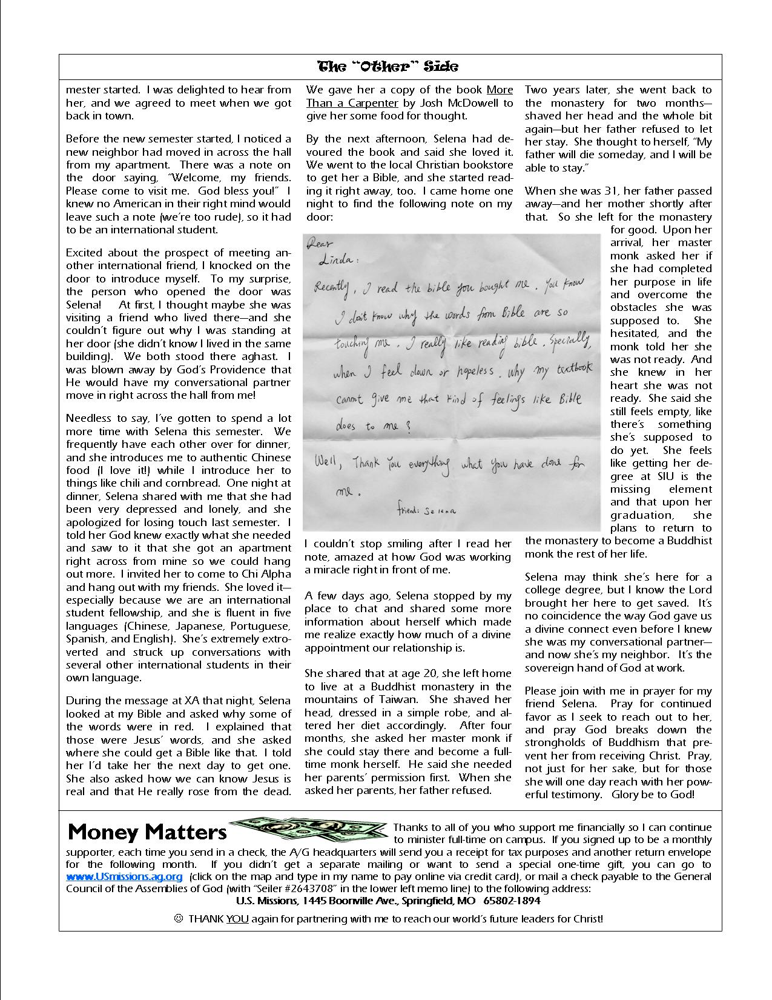 The "Other" Side
mester started. I was delighted to hear from
her, and we agreed to meet when we got
back in town.
Before the new semester started, I noticed a
new neighbor had moved in across the hall
from my apartment. There was a note on
the door saying, "Welcome, my friends.
Please come to visit me. God bless you!" I
knew no American in their right mind would
leave such a note (we're too rude), so it had
to be an international student.
Excited about the prospect of meeting an-
other international friend, I knocked on the
door to introduce myself. To my surprise,
the person who opened the door was
Selena! At first, I thought maybe she was
visiting a friend who lived there—and she
couldn't figure out why I was standing at
her door (she didn't know I lived in the same
building). We both stood there aghast. I
was blown away by God's Providence that
He would have my conversational partner
move in right across the hall from me!
Needless to say, I've gotten to spend a lot
more time with Selena this semester. We
frequently have each other over for dinner,
and she introduces me to authentic Chinese
food (I love it!) while I introduce her to
things like chili and cornbread. One night at
dinner, Selena shared with me that she had
been very depressed and lonely, and she
apologized for losing touch last semester. I
told her God knew exactly what she needed
and saw to it that she got an apartment
right across from mine so we could hang
out more. I invited her to come to Chi Alpha
and hang out with my friends. She loved it—
especially because we are an international
student fellowship, and she is fluent in five
languages (Chinese, Japanese, Portuguese,
Spanish, and English). She's extremely extro-
verted and struck up conversations with
several other international students in their
own language.
During the message at XA that night, Selena
looked at my Bible and asked why some of
the words were in red. I explained that
those were Jesus' words, and she asked
where she could get a Bible like that. I told
her I'd take her the next day to get one.
She also asked how we can know Jesus is
real and that He really rose from the dead.
We gave her a copy of the book More
Than a Carpenter by Josh McDowell to
give her some food for thought.
By the next afternoon, Selena had de-
voured the book and said she loved it.
We went to the local Christian bookstore
to get her a Bible, and she started read-
ing it right away, too. I came home one
night to find the following note on my
door:
Dear
Linda:
Recently, I read the bible you bought me. You know
I don't know why the words from Bible are so
touching me. I really like reading bible. Specially,
when I feel down or hopeless. Why my textbook
cannot give me that kind of feelings like Bible
does to me?
Well, Thank you everything what you have done for
me.
friend: Selena
I couldn't stop smiling after I read her
note, amazed at how God was working
a miracle right in front of me.
A few days ago, Selena stopped by my
place to chat and shared some more
information about herself which made
me realize exactly how much of a divine
appointment our relationship is.
She shared that at age 20, she left home
to live at a Buddhist monastery in the
mountains of Taiwan. She shaved her
head, dressed in a simple robe, and al-
tered her diet accordingly. After four
months, she asked her master monk if
she could stay there and become a full-
time monk herself. He said she needed
her parents' permission first. When she
asked her parents, her father refused.
Two years later, she went back to
the monastery for two months—
shaved her head and the whole bit
again—but her father refused to let
her stay. She thought to herself, "My
father will die someday, and I will be
able to stay."
When she was 31, her father passed
away—and her mother shortly after
that. So she left for the monastery
for good. Upon her
arrival, her master
monk asked her if
she had completed
her purpose in life
and overcome the
obstacles she was
supposed to. She
hesitated, and the
monk told her she
was not ready. And
she knew in her
heart she was not
ready. She said she
still feels empty, like
there's something
she's supposed to
do yet. She feels
like getting her de-
gree at SIU is the
missing element
and that upon her
graduation, she
plans to return to
the monastery to become a Buddhist
monk the rest of her life.
Selena may think she's here for a
college degree, but I know the Lord
brought her here to get saved. It's
no coincidence the way God gave us
a divine connect even before I knew
she was my conversational partner—
and now she's my neighbor. It's the
sovereign hand of God at work.
Please join with me in prayer for my
friend Selena. Pray for continued
favor as I seek to reach out to her,
and pray God breaks down the
strongholds of Buddhism that pre-
vent her from receiving Christ. Pray,
not just for her sake, but for those
she will one day reach with her pow-
erful testimony. Glory be to God!
Money Matters
Thanks to all of you who support me financially so I can continue
to minister full-time on campus. If you signed up to be a monthly
supporter, each time you send in a check, the A/G headquarters will send you a receipt for tax purposes and another return envelope
for the following month. If you didn't get a separate mailing or want to send a special one-time gift, you can go to
www.USmissions.ag.org (click on the map and type in my name to pay online via credit card), or mail a check payable to the General
Council of the Assemblies of God (with "Seiler #2643708" in the lower left memo line) to the following address:
U.S. Missions, 1445 Boonville Ave., Springfield, MO 65802-1894
☺ THANK YOU again for partnering with me to reach our world's future leaders for Christ!